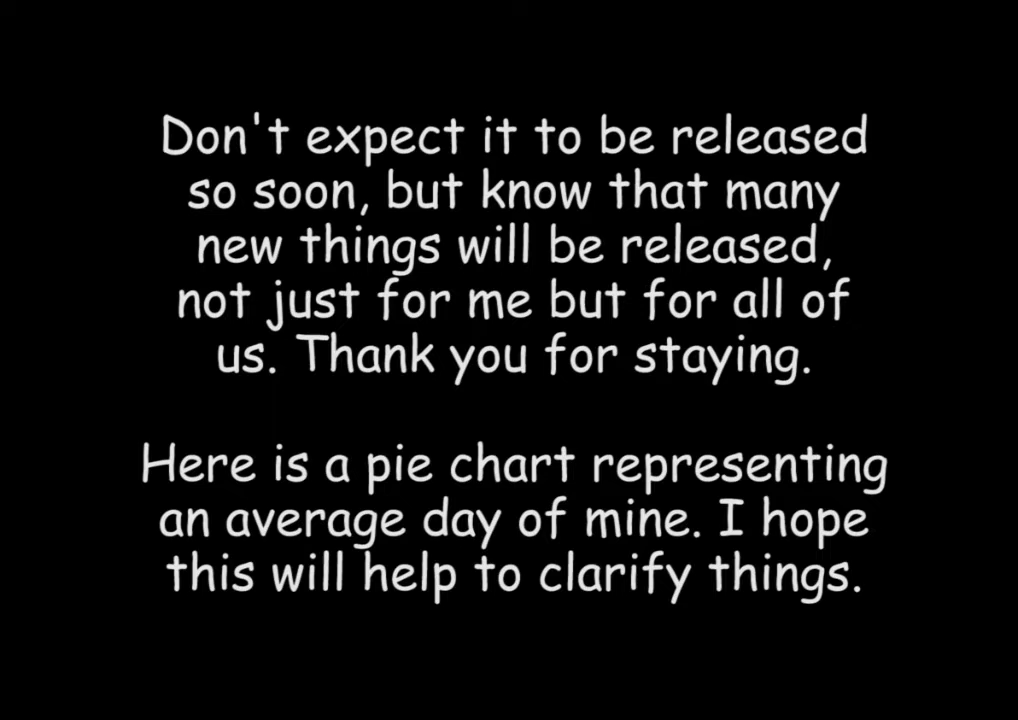 Don't expect it to be released
so soon, but know that many
new things will be released,
not just for me but for all of
us. Thank you for staying.
Here is a pie chart representing
an average day of mine. I hope
this will help to clarify things.